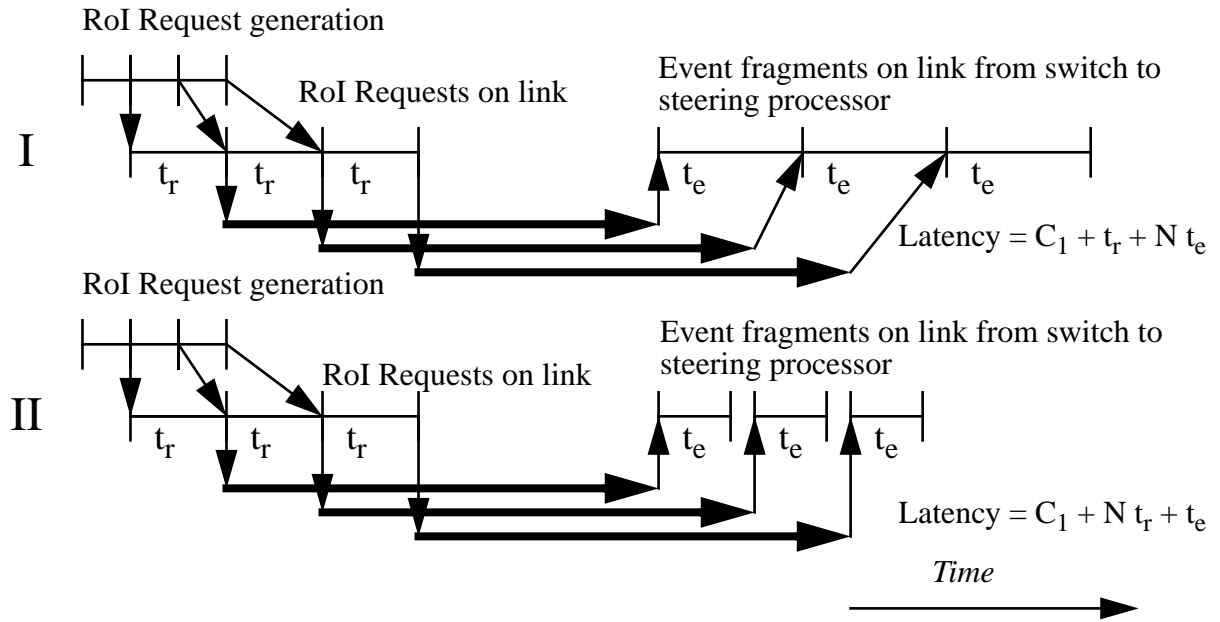 RoI Request generation
Event fragments on link from switch to
steering processor
RoI Requests on link
I
t_r t_r t_r
t_e t_e t_e
Latency = C_1 + t_r + N t_e
RoI Request generation
Event fragments on link from switch to
steering processor
RoI Requests on link
II
t_r t_r t_r
t_e t_e t_e
Latency = C_1 + N t_r + t_e
Time